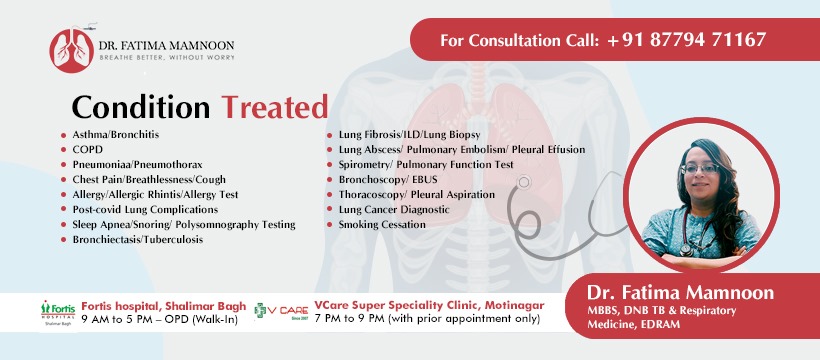 DR. FATIMA MAMNOON
BREATHE BETTER, WITHOUT WORRY
For Consultation Call: +91 87794 71167
Condition Treated
Asthma/Bronchitis
COPD
Pneumoniaa/Pneumothorax
Chest Pain/Breathlessness/Cough
Allergy/Allergic Rhintis/Allergy Test
Post-covid Lung Complications
Sleep Apnea/Snoring/ Polysomnography Testing
Bronchiectasis/Tuberculosis
Lung Fibrosis/ILD/Lung Biopsy
Lung Abscess/ Pulmonary Embolism/ Pleural Effusion
Spirometry/ Pulmonary Function Test
Bronchoscopy/ EBUS
Thoracoscopy/ Pleural Aspiration
Lung Cancer Diagnostic
Smoking Cessation
Fortis
HOSPITAL
Shalimar Bagh
Fortis hospital, Shalimar Bagh
9 AM to 5 PM – OPD (Walk-In)
V CARE
Since 2007
VCare Super Speciality Clinic, Motinagar
7 PM to 9 PM (with prior appointment only)
Dr. Fatima Mamnoon
MBBS, DNB TB & Respiratory
Medicine, EDRAM